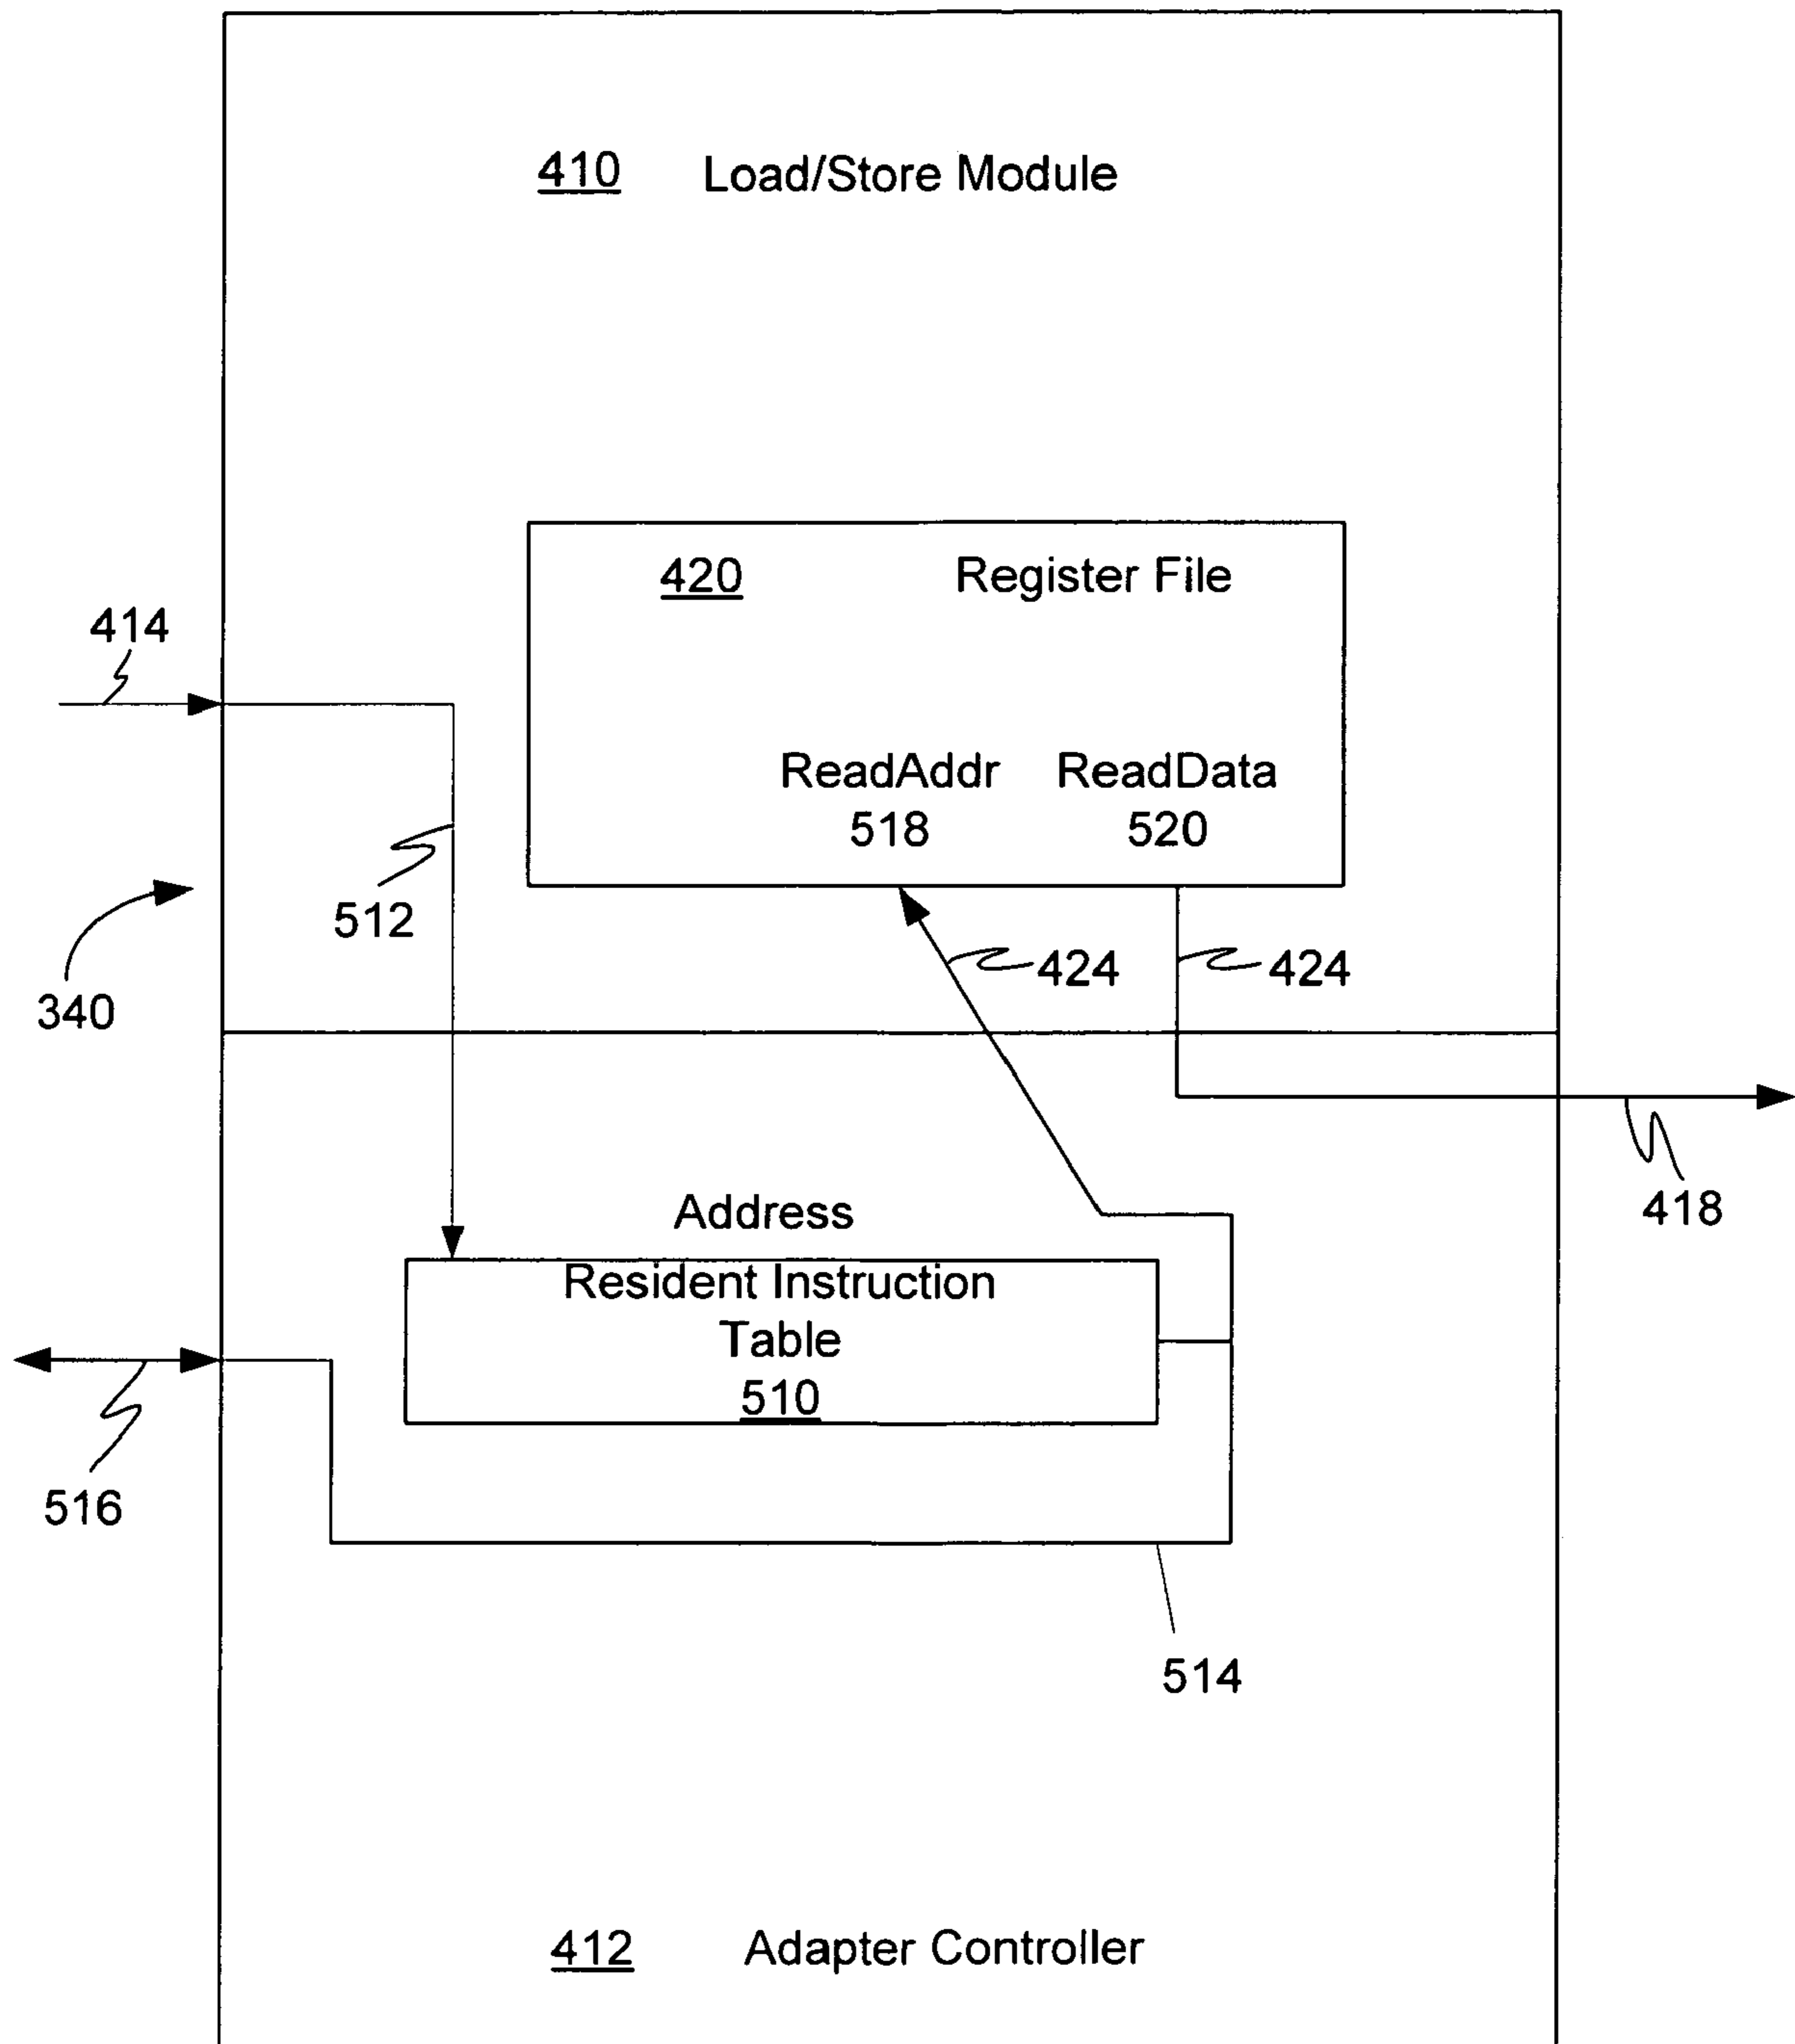 410 Load/Store Module
420 Register File
414
ReadAddr ReadData
518 520
512
424 424
340
418
Address
Resident Instruction
Table
510
516
514
412 Adapter Controller